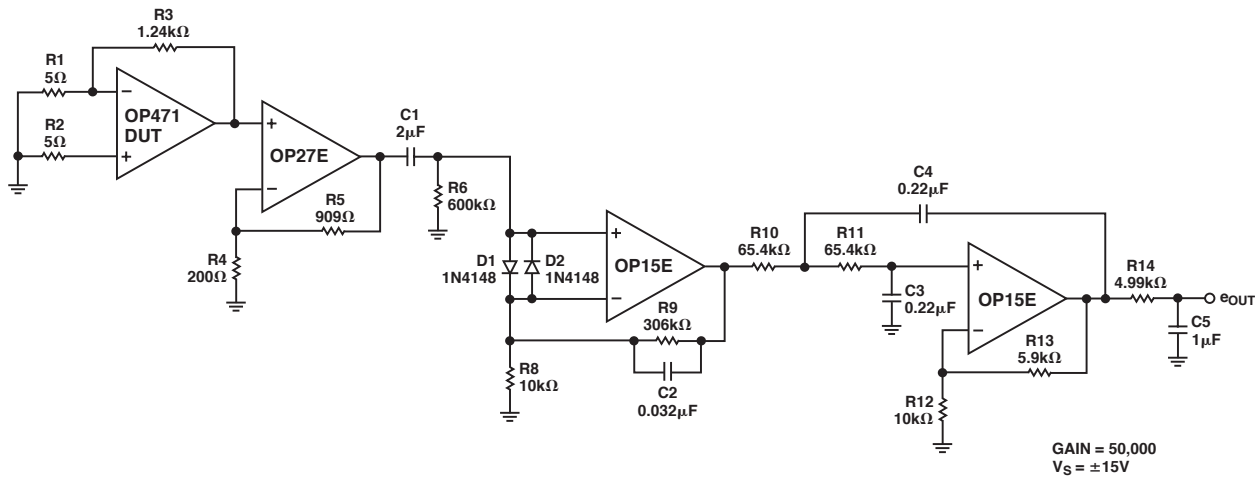 R3
1.24kΩ
R1
5Ω
R2
5Ω
−
+
OP471
DUT
+
−
OP27E
R5
909Ω
R4
200Ω
C1
2μF
R6
600kΩ
D1
1N4148
D2
1N4148
+
−
OP15E
R9
306kΩ
C2
0.032μF
R8
10kΩ
R10
65.4kΩ
R11
65.4kΩ
C4
0.22μF
C3
0.22μF
+
−
OP15E
R13
5.9kΩ
R12
10kΩ
R14
4.99kΩ
eOUT
C5
1μF
GAIN = 50,000
VS = ±15V